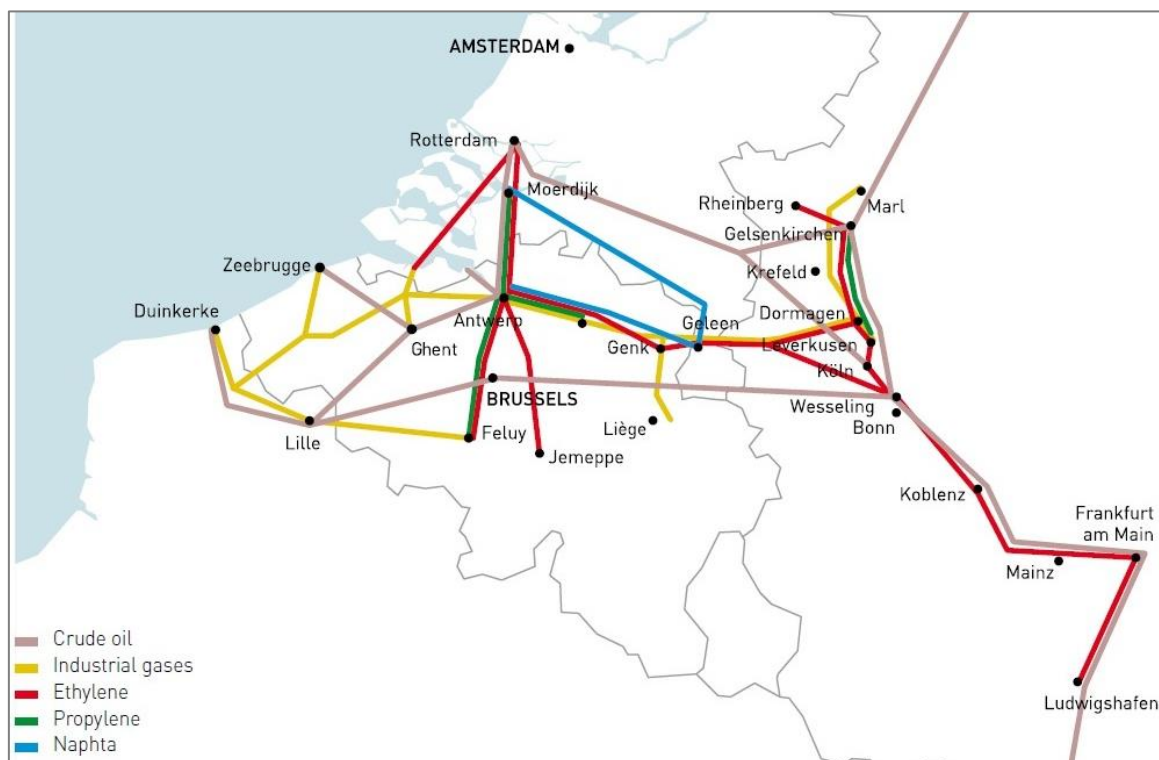 AMSTERDAM
Rotterdam
Moerdijk
Rheinberg
Marl
Gelsenkirchen
Zeebrugge
Krefeld
Duinkerke
Dormagen
Antwerp
Geleen
Ghent
Genk
Leverkusen
Köln
BRUSSELS
Wesseling
Lille
Feluy
Liège
Bonn
Jemeppe
Koblenz
Frankfurt
am Main
Mainz
Crude oil
Industrial gases
Ethylene
Propylene
Naphta
Ludwigshafen